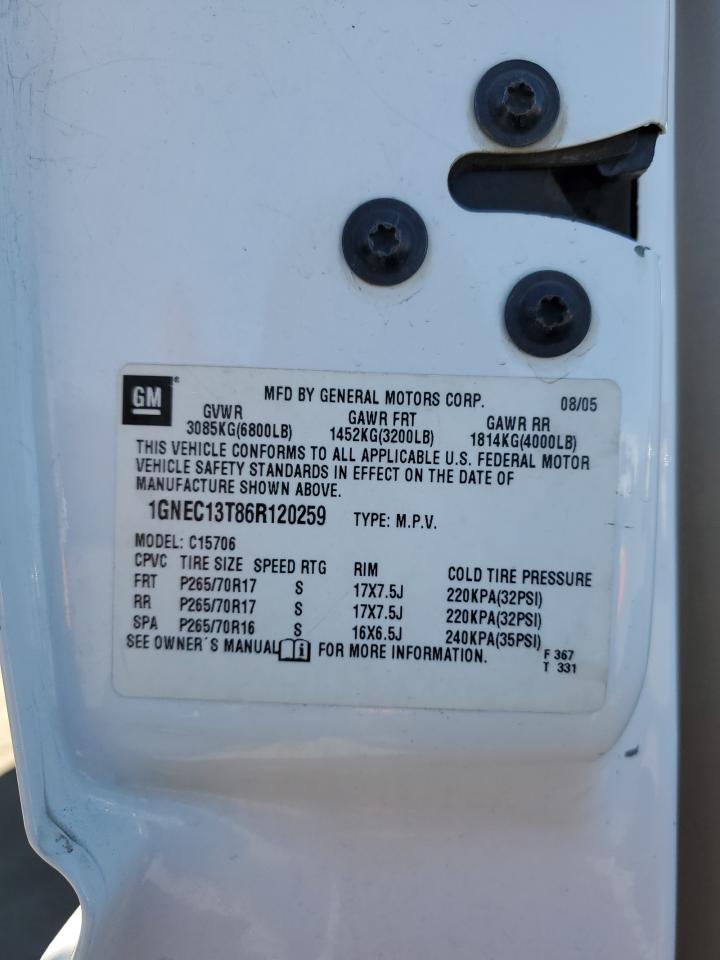 GM
MFD BY GENERAL MOTORS CORP. 08/05
GVWR GAWR FRT GAWR RR
3085KG(6800LB) 1452KG(3200LB) 1814KG(4000LB)
THIS VEHICLE CONFORMS TO ALL APPLICABLE U.S. FEDERAL MOTOR
VEHICLE SAFETY STANDARDS IN EFFECT ON THE DATE OF
MANUFACTURE SHOWN ABOVE.
1GNEC13T86R120259 TYPE: M.P.V.
MODEL: C15706
CPVC TIRE SIZE SPEED RTG RIM COLD TIRE PRESSURE
FRT P265/70R17 S 17X7.5J 220KPA(32PSI)
RR P265/70R17 S 17X7.5J 220KPA(32PSI)
SPA P265/70R16 S 16X6.5J 240KPA(35PSI)
SEE OWNER´S MANUAL i FOR MORE INFORMATION. F 367
T 331